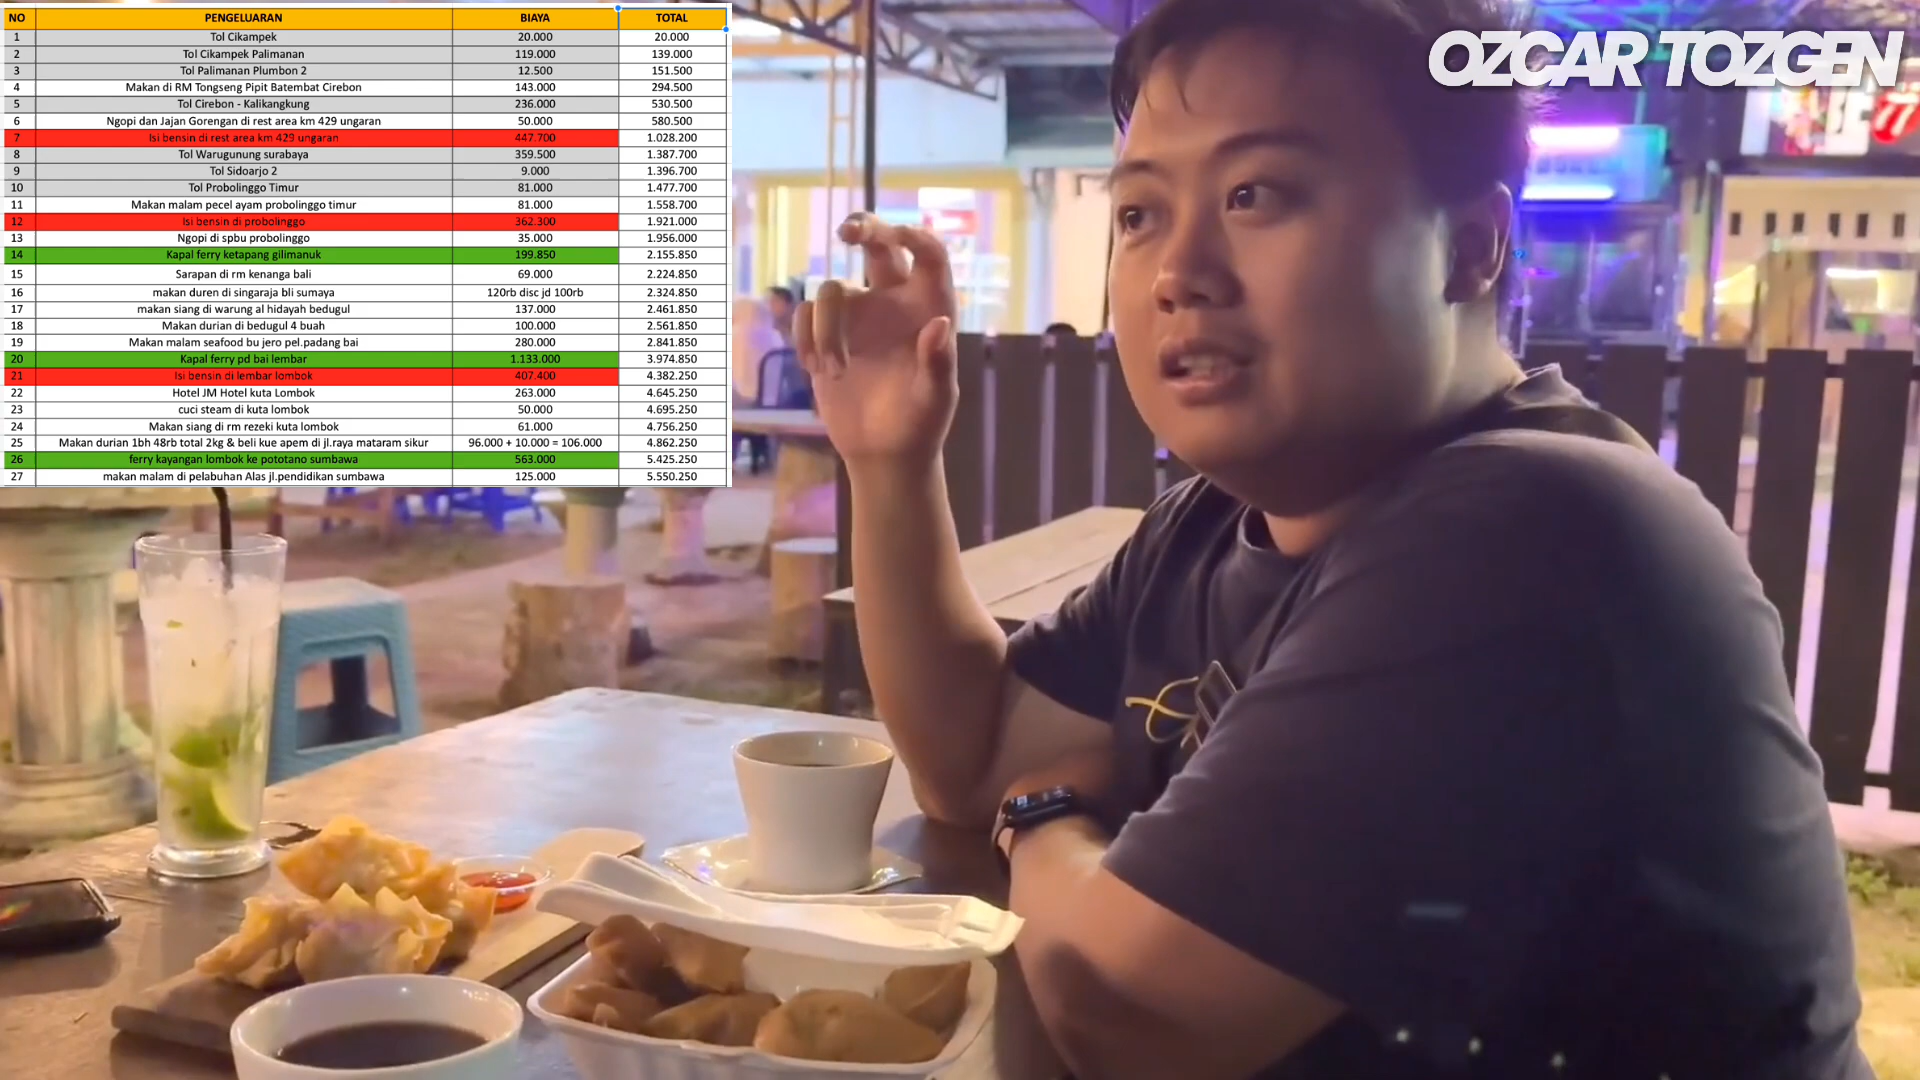 NO PENGELUARAN BIAYA TOTAL
1 Tol Cikampek 20.000 20.000
2 Tol Cikampek Palimanan 119.000 139.000
3 Tol Palimanan Plumbon 2 12.500 151.500
4 Makan di RM Tongseng Pipit Batembat Cirebon 143.000 294.500
5 Tol Cirebon - Kalikangkung 236.000 530.500
6 Ngopi dan Jajan Gorengan di rest area km 429 ungaran 50.000 580.500
7 Isi bensin di rest area km 429 ungaran 447.700 1.028.200
8 Tol Warugunung surabaya 359.500 1.387.700
9 Tol Sidoarjo 2 9.000 1.396.700
10 Tol Probolinggo Timur 81.000 1.477.700
11 Makan malam pecel ayam probolinggo timur 81.000 1.558.700
12 Isi bensin di probolinggo 362.300 1.921.000
13 Ngopi di spbu probolinggo 35.000 1.956.000
14 Kapal ferry ketapang gilimanuk 199.850 2.155.850
15 Sarapan di rm kenanga bali 69.000 2.224.850
16 makan duren di singaraja bli sumaya 120rb disc jd 100rb 2.324.850
17 makan siang di warung al hidayah bedugul 137.000 2.461.850
18 Makan durian di bedugul 4 buah 100.000 2.561.850
19 Makan malam seafood bu jero pel.padang bai 280.000 2.841.850
20 Kapal ferry pd bai lembar 1.133.000 3.974.850
21 Isi bensin di lembar lombok 407.400 4.382.250
22 Hotel JM Hotel kuta Lombok 263.000 4.645.250
23 cuci steam di kuta lombok 50.000 4.695.250
24 Makan siang di rm rezeki kuta lombok 61.000 4.756.250
25 Makan durian 1bh 48rb total 2kg & beli kue apem di jl.raya mataram sikur 96.000 + 10.000 = 106.000 4.862.250
26 ferry kayangan lombok ke pototano sumbawa 563.000 5.425.250
27 makan malam di pelabuhan Alas jl.pendidikan sumbawa 125.000 5.550.250
OZCAR TOZGEN